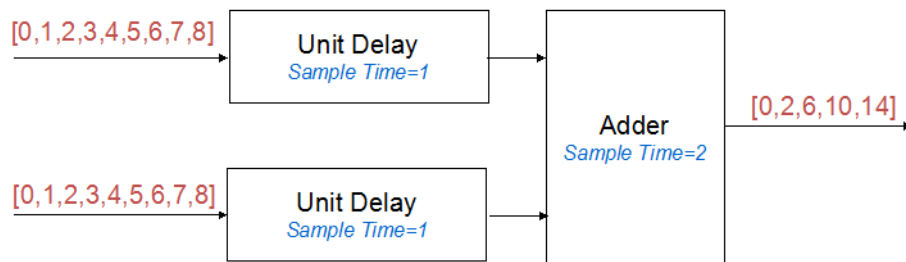 [0,1,2,3,4,5,6,7,8]
Unit Delay
Sample Time=1
Adder
Sample Time=2
[0,2,6,10,14]
[0,1,2,3,4,5,6,7,8]
Unit Delay
Sample Time=1